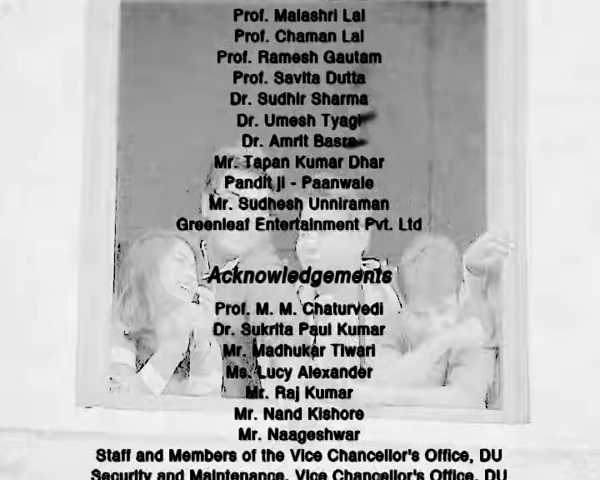 Prof. Malashri Lal
Prof. Chaman Lal
Prof. Ramesh Gautam
Prof. Savita Dutta
Dr. Sudhir Sharma
Dr. Umesh Tyagi
Dr. Amrit Basra
Mr. Tapan Kumar Dhar
Pandit ji - Paanwale
Mr. Sudhesh Unniraman
Greenleaf Entertainment Pvt. Ltd
Acknowledgements
Prof. M. M. Chaturvedi
Dr. Sukrita Paul Kumar
Mr. Madhukar Tiwari
Ms. Lucy Alexander
Mr. Raj Kumar
Mr. Nand Kishore
Mr. Naageshwar
Staff and Members of the Vice Chancellor's Office, DU
Security and Maintenance, Vice Chancellor's Office, DU